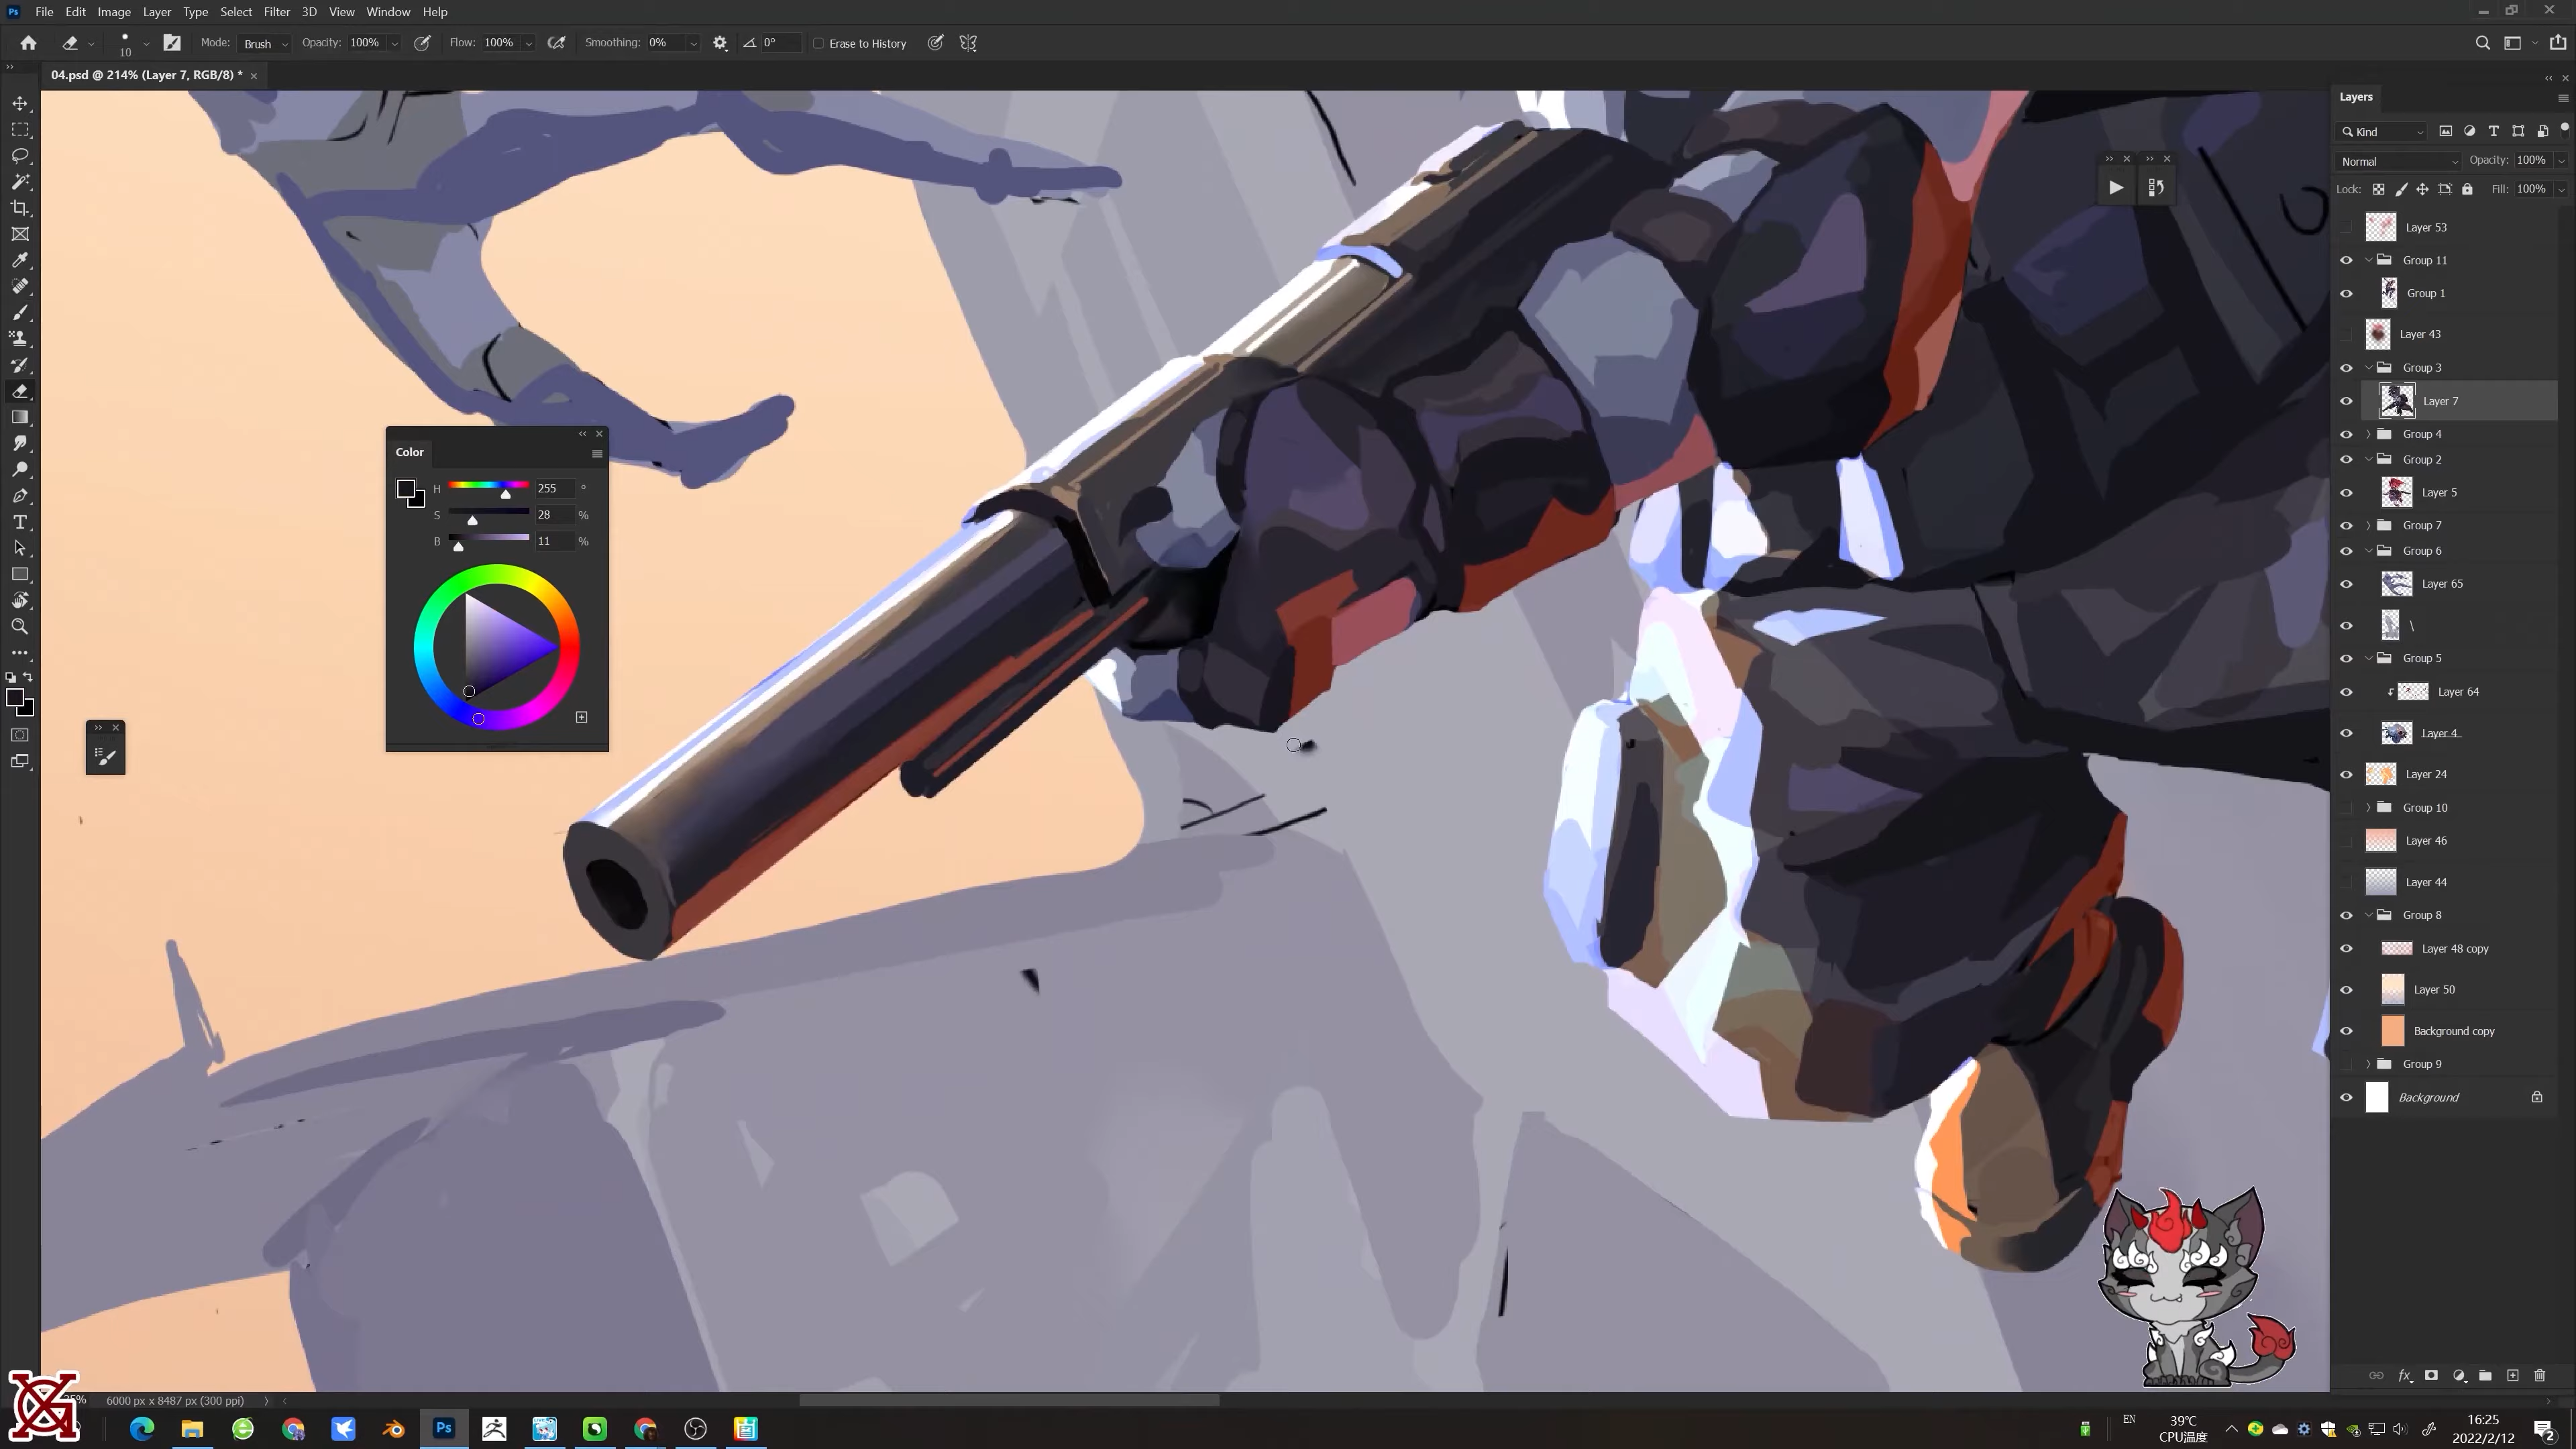 Ps File Edit Image Layer Type Select Filter 3D View Window Help
10 Mode: Brush Opacity: 100% Flow: 100% Smoothing: 0% 0° Erase to History
04.psd @ 214% (Layer 7, RGB/8) *
Layers
Kind
Normal Opacity: 100%
Lock: Fill: 100%
Layer 53
Group 11
Group 1
Layer 43
Group 3
Layer 7
Group 4
Group 2
Layer 5
Group 7
Group 6
Layer 65
\
Group 5
Layer 64
Layer 4
Layer 24
Group 10
Layer 46
Layer 44
Group 8
Layer 48 copy
Layer 50
Background copy
Group 9
Background
Color
H 255 °
S 28 %
B 11 %
6000 px x 8487 px (300 ppi)
Ps
EN
39℃
CPU温度
16:25
2022/2/12
2